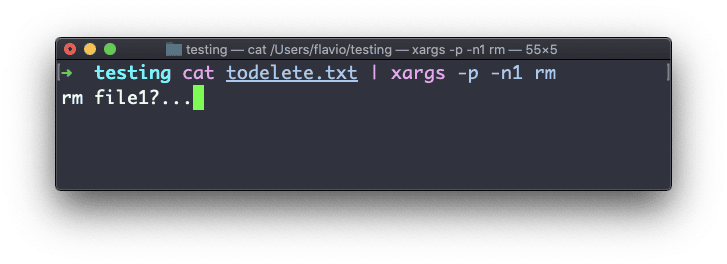 testing — cat /Users/flavio/testing — xargs -p -n1 rm — 55×5
➜ testing cat todelete.txt | xargs -p -n1 rm
rm file1?...